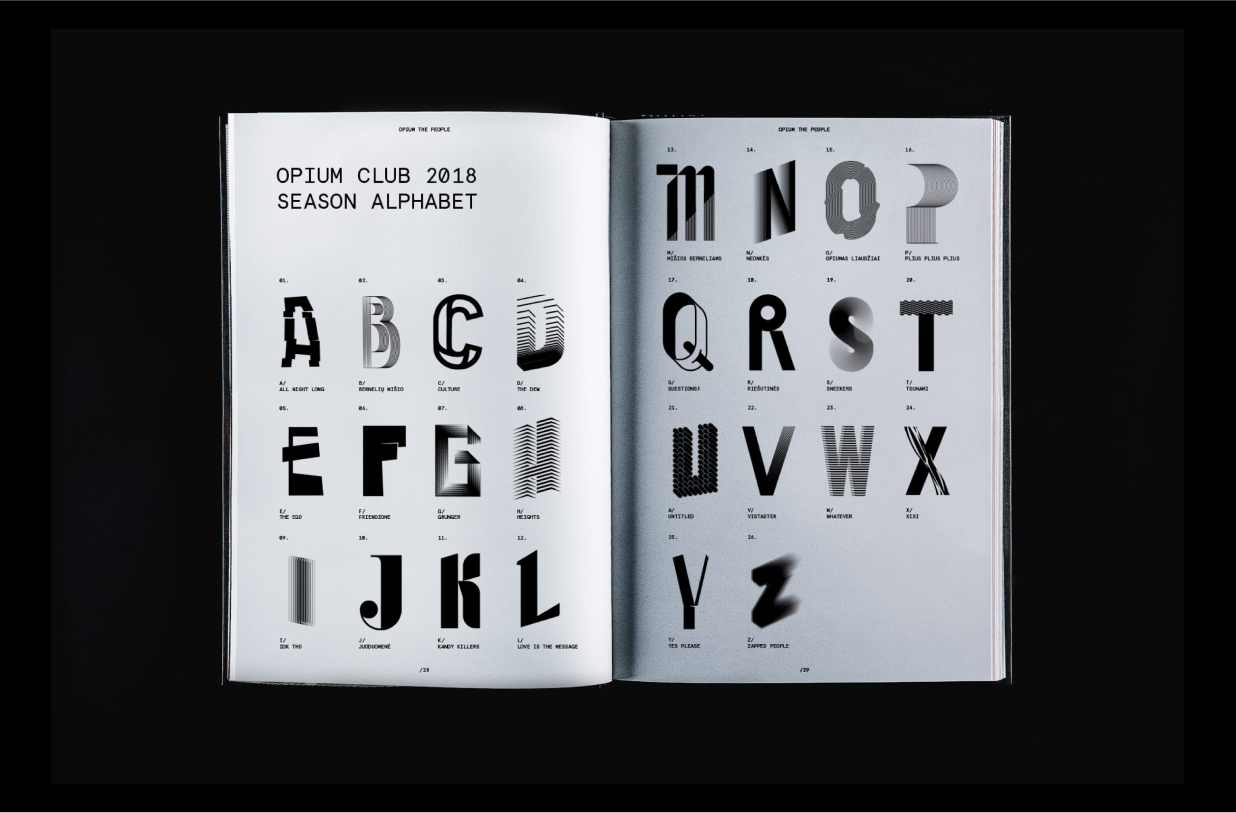 OPIUM THE PEOPLE
OPIUM CLUB 2018
SEASON ALPHABET
01.
A
A/
ALL NIGHT LONG
02.
B
B/
BERNELIŲ MIŠIO
03.
C
C/
CULTURE
04.
D
D/
THE DEW
05.
E
E/
THE EGO
06.
F
F/
FRIENDZONE
07.
G
G/
GRUNGER
08.
H
H/
HEIGHTS
09.
I
I/
IDK THO
10.
J
J/
JUODUOMENĖ
11.
K
K/
KANDY KILLERS
12.
L
L/
LOVE IS THE MESSAGE
/28
OPIUM THE PEOPLE
13.
M
M/
MIŠIOS BERNELIAMS
14.
N
N/
NEONKĖS
15.
O
O/
OPIUMAS LIAUDŽIAI
16.
P
P/
PLIUS PLIUS PLIUS
17.
Q
Q/
QUESTIONS?
18.
R
R/
RIEŠUTINĖS
19.
S
S/
SNEEKERS
20.
T
T/
TSUNAMI
21.
U
A/
UNTITLED
22.
V
V/
VISTASTER
23.
W
W/
WHATEVER
24.
X
X/
XIXI
25.
Y
Y/
YES PLEASE
26.
Z
Z/
ZAPPED PEOPLE
/29